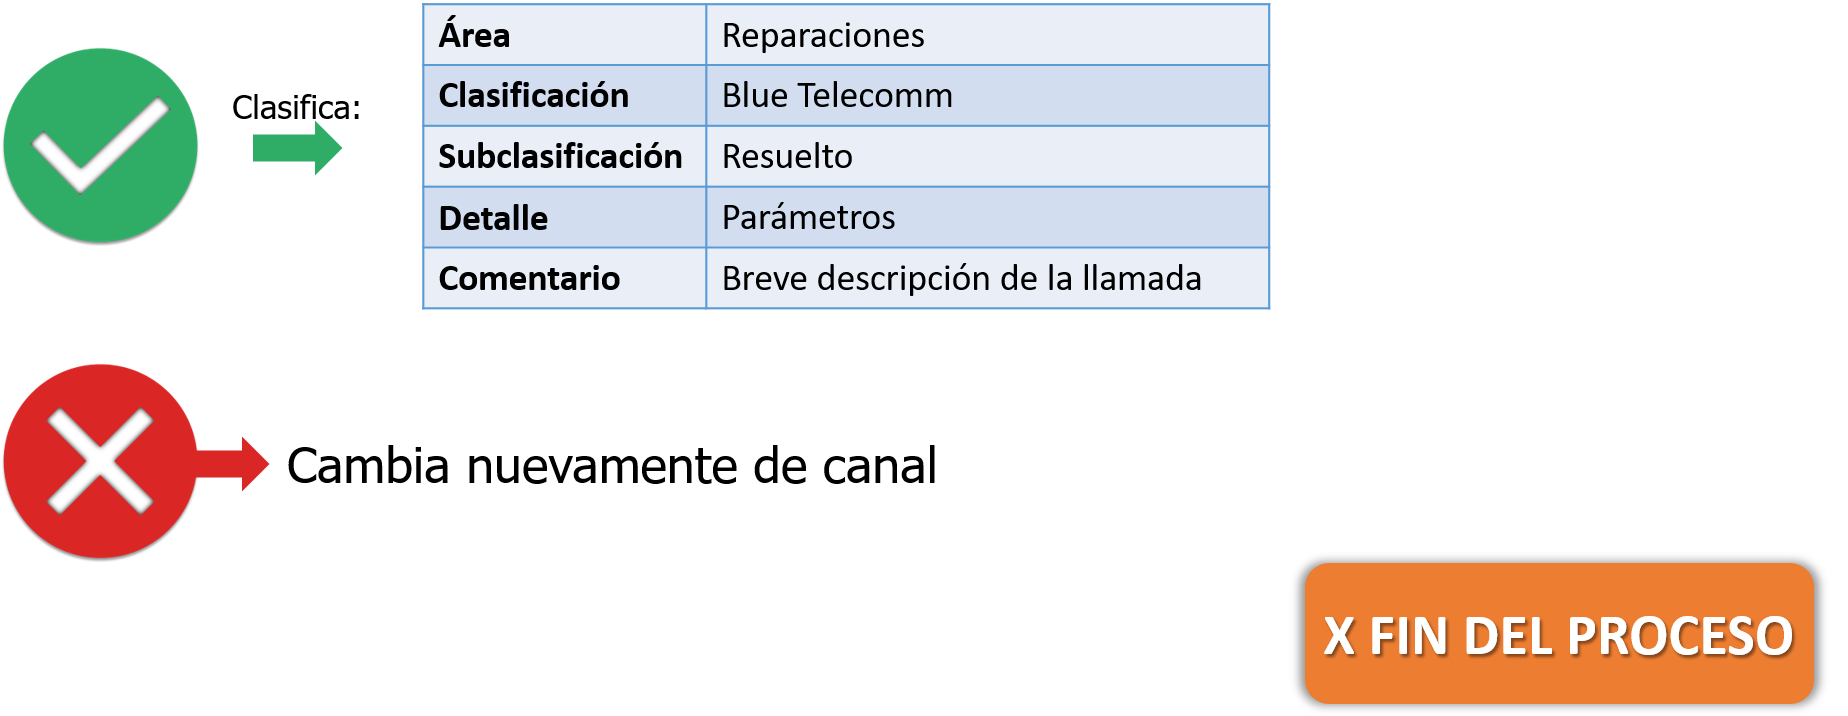 Clasifica:
Área Reparaciones
Clasificación Blue Telecomm
Subclasificación Resuelto
Detalle Parámetros
Comentario Breve descripción de la llamada
Cambia nuevamente de canal
X FIN DEL PROCESO